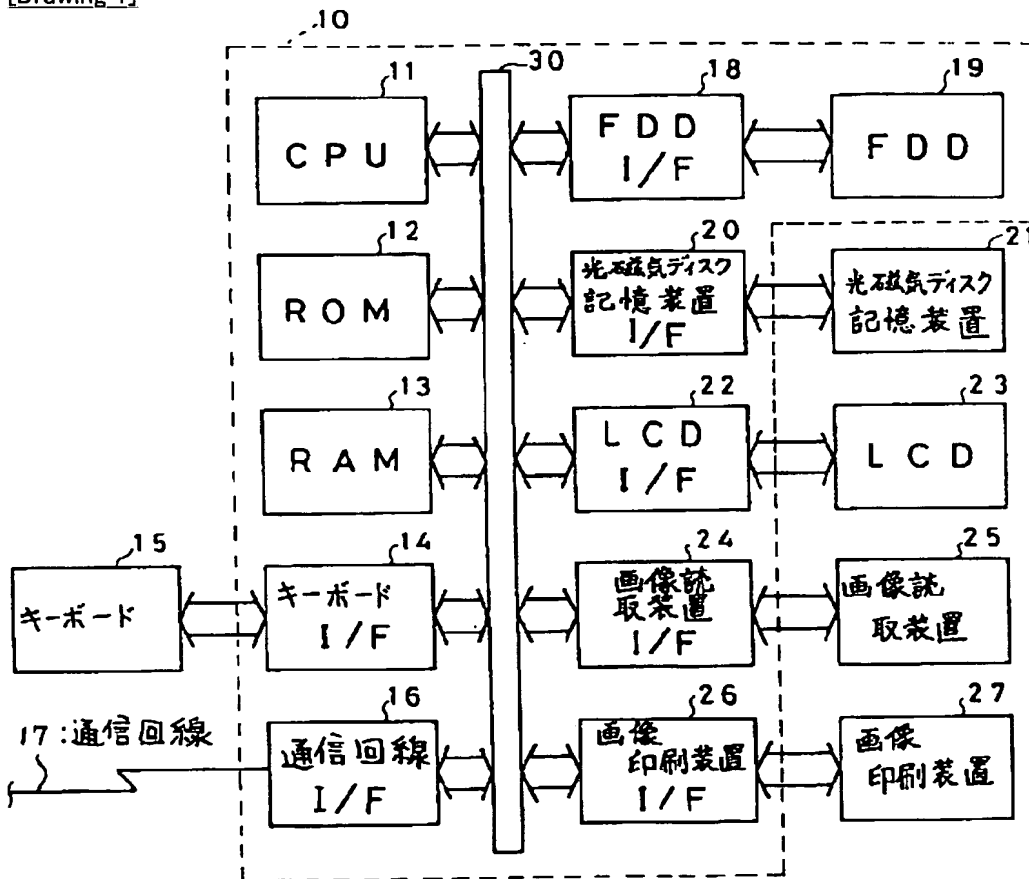 [Drawing 1]
10
30
11
CPU
18
FDD
I/F
19
FDD
12
ROM
20
光磁気ディスク
記憶装置
I/F
21
光磁気ディスク
記憶装置
13
RAM
22
LCD
I/F
23
LCD
15
キーボード
14
キーボード
I/F
24
画像読
取装置
I/F
25
画像読
取装置
17:通信回線
16
通信回線
I/F
26
画像
印刷装置
I/F
27
画像
印刷装置